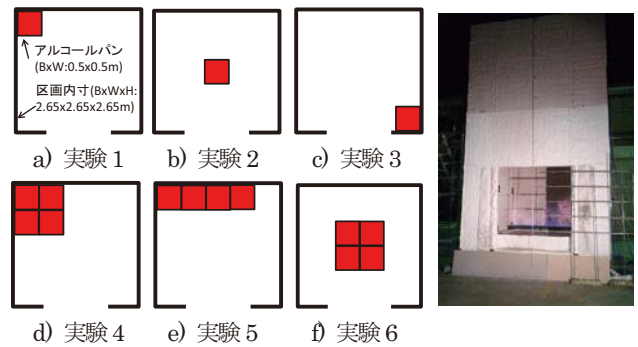 アルコールパン
(BxW:0.5x0.5m)
区画内寸(BxWxH:
2.65x2.65x2.65m)
a) 実験1
b) 実験2
c) 実験3
d) 実験4
e) 実験5
f) 実験6